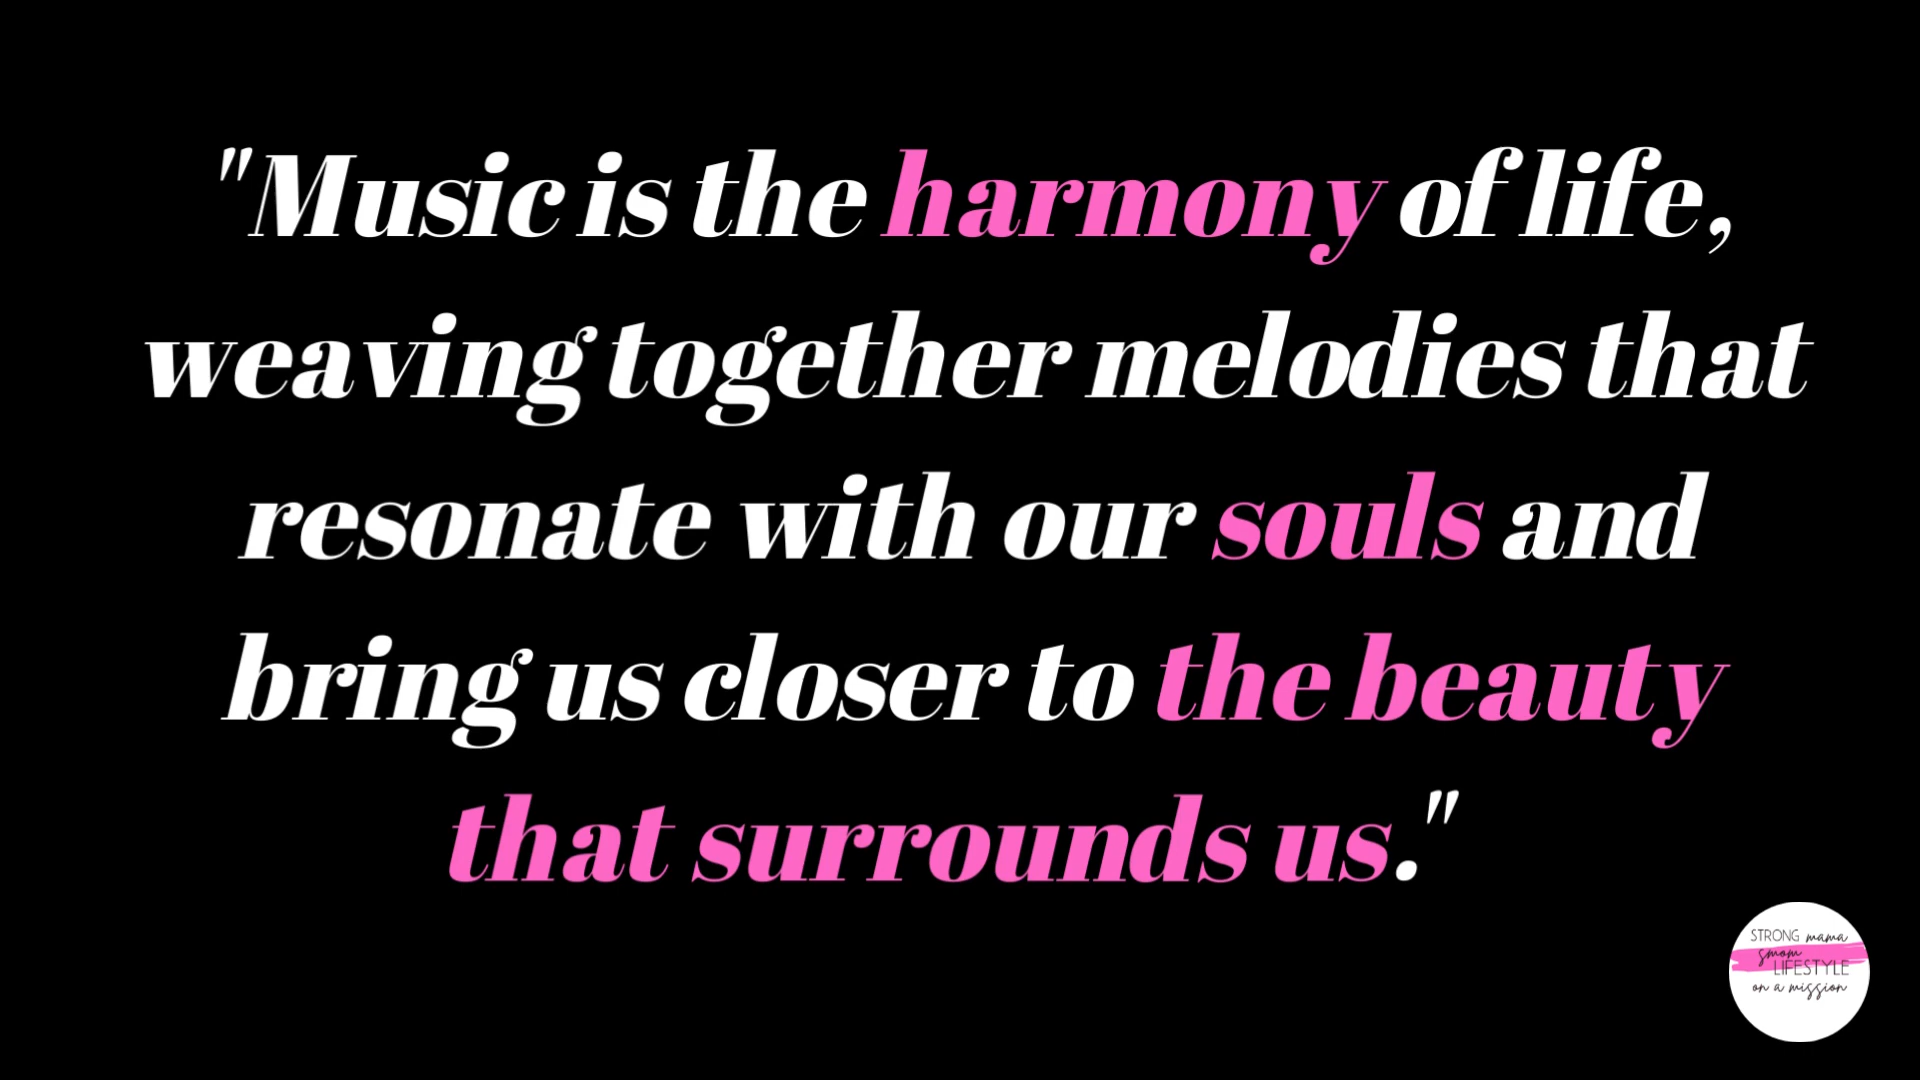 "Music is the harmony of life,
weaving together melodies that
resonate with our souls and
bring us closer to the beauty
that surrounds us."
STRONG mama
smom
LIFESTYLE
on a mission